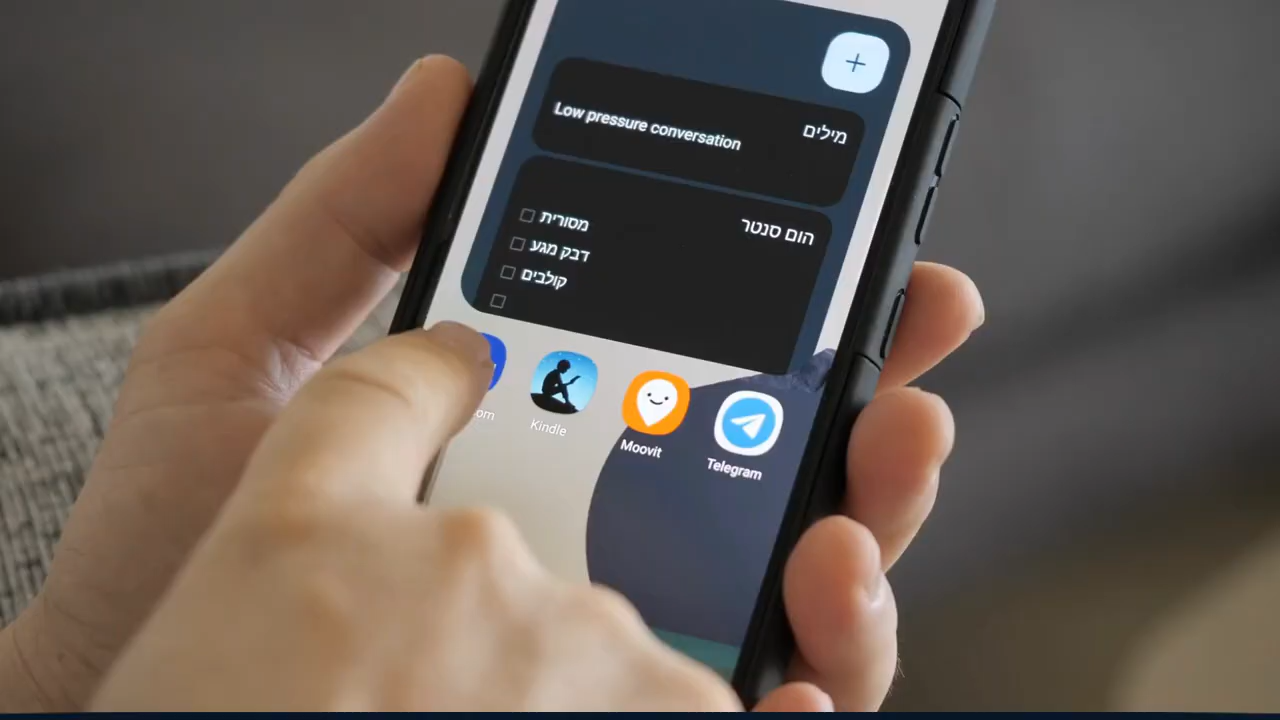 +
מילים
Low pressure conversation
הום סנטר
מסורית
דבק מגע
קולבים
Kindle
Moovit
Telegram